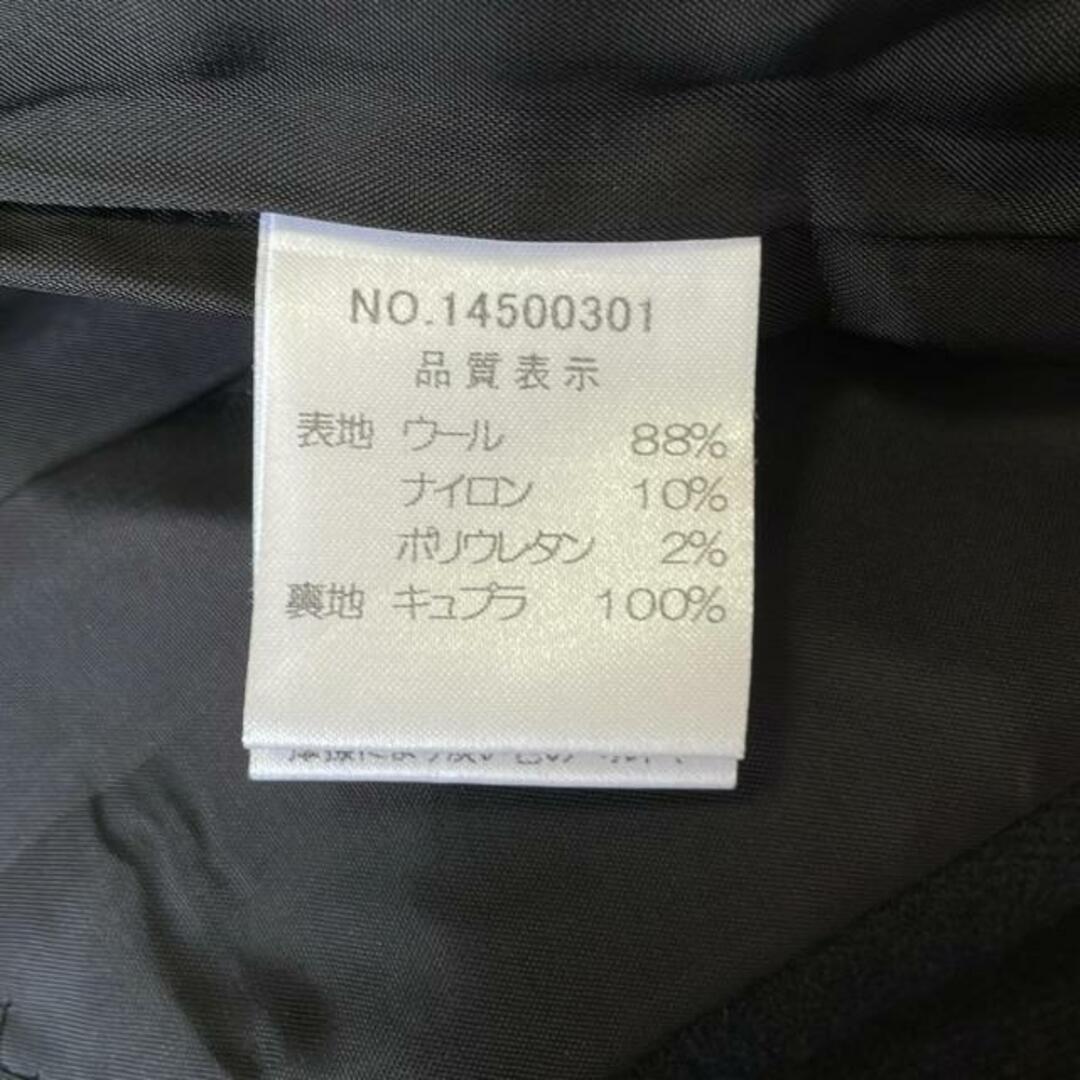 NO.14500301
品質表示
表地 ウール 88%
ナイロン 10%
ポリウレタン 2%
裏地 キュプラ 100%